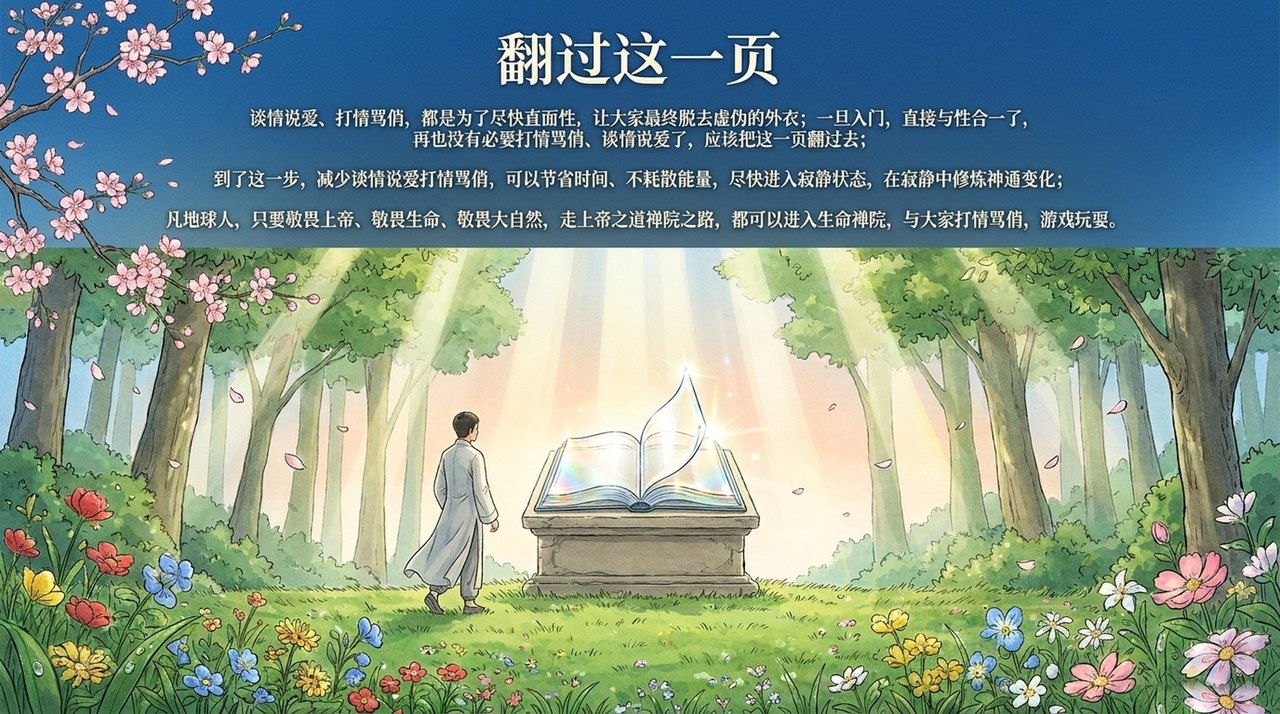 翻过这一页
谈情说爱、打情骂俏，都是为了尽快直面性，让大家最终脱去虚伪的外衣；一旦入门，直接与性合一了，
再也没有必要打情骂俏、谈情说爱了，应该把这一页翻过去；
到了这一步，减少谈情说爱打情骂俏，可以节省时间、不耗散能量，尽快进入寂静状态，在寂静中修炼神通变化；
凡地球人，只要敬畏上帝、敬畏生命、敬畏大自然，走上帝之道禅院之路，都可以进入生命禅院，与大家打情骂俏，游戏玩耍。